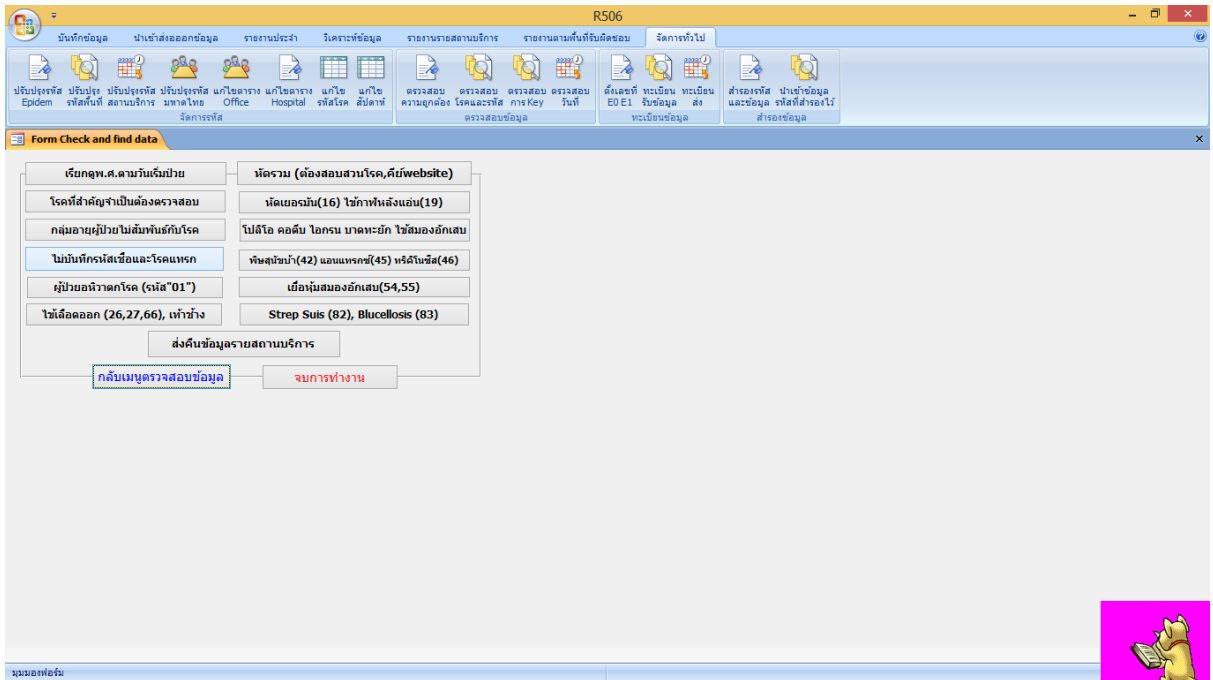 R506
บันทึกข้อมูล นำเข้าส่งออกข้อมูล รายงานประจำ วิเคราะห์ข้อมูล รายงานรายสถานบริการ รายงานตามพื้นที่รับผิดชอบ จัดการทั่วไป
ปรับปรุงรหัส ปรับปรุง ปรับปรุงรหัส ปรับปรุงรหัส แก้ไขตาราง แก้ไขตาราง แก้ไข แก้ไข ตรวจสอบ ตรวจสอบ ตรวจสอบ ตรวจสอบ ตั้งเลขที่ ทะเบียน ทะเบียน สำรองรหัส นำเข้าข้อมูล
Epidem รหัสพื้นที่ สถานบริการ มหาดไทย Office Hospital รหัสโรค สัปดาห์ ความถูกต้อง โรคและรหัส การ Key วันที่ E0 E1 รับข้อมูล ส่ง และข้อมูล รหัสที่สำรองไว้
จัดการรหัส ตรวจสอบข้อมูล ทะเบียนข้อมูล สำรองข้อมูล
Form Check and find data
เรียกดูพ.ศ.ตามวันเริ่มป่วย หัดรวม (ต้องสอบสวนโรค,คีย์website)
โรคที่สำคัญจำเป็นต้องตรวจสอบ หัดเยอรมัน(16) ไข้กาฬหลังแอ่น(19)
กลุ่มอายุผู้ป่วยไม่สัมพันธ์กับโรค โปลิโอ คอตีบ ไอกรน บาดทะยัก ไข้สมองอักเสบ
ไม่บันทึกรหัสเชื้อและโรคแทรก พิษสุนัขบ้า(42) แอนแทรกซ์(45) ทริคิโนซีส(46)
ผู้ป่วยอหิวาตกโรค (รหัส"01") เยื่อหุ้มสมองอักเสบ(54,55)
ไข้เลือดออก (26,27,66), เท้าช้าง Strep Suis (82), Blucellosis (83)
ส่งคืนข้อมูลรายสถานบริการ
กลับเมนูตรวจสอบข้อมูล จบการทำงาน
มุมมองฟอร์ม